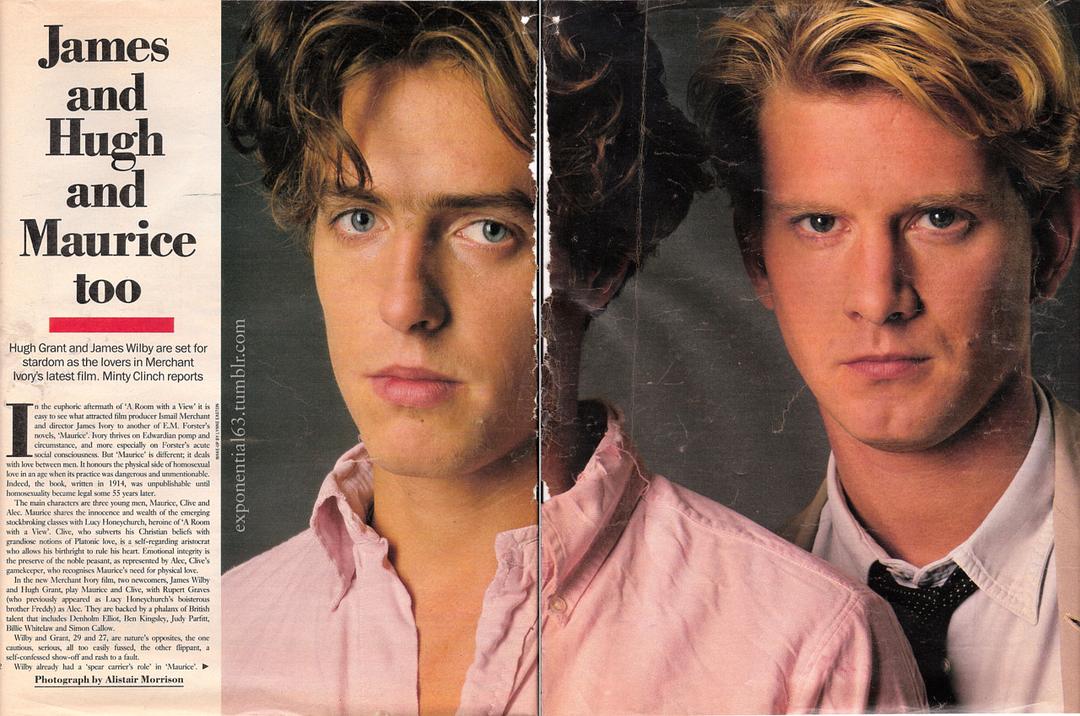 James
and
Hugh
and
Maurice
too
Hugh Grant and James Wilby are set for
stardom as the lovers in Merchant
Ivory's latest film. Minty Clinch reports
In the euphoric aftermath of 'A Room with a View' it is
easy to see what attracted film producer Ismail Merchant
and director James Ivory to another of E.M. Forster's
novels, 'Maurice'. Ivory thrives on Edwardian pomp and
circumstance, and more especially on Forster's acute
social consciousness. But 'Maurice' is different; it deals
with love between men. It honours the physical side of homosexual
love in an age when its practice was dangerous and unmentionable.
Indeed, the book, written in 1914, was unpublishable until
homosexuality became legal some 55 years later.
The main characters are three young men, Maurice, Clive and
Alec. Maurice shares the innocence and wealth of the emerging
stockbroking classes with Lucy Honeychurch, heroine of 'A Room
with a View'. Clive, who subverts his Christian beliefs with
grandiose notions of Platonic love, is a self-regarding aristocrat
who allows his birthright to rule his heart. Emotional integrity is
the preserve of the noble peasant, as represented by Alec, Clive's
gamekeeper, who recognises Maurice's need for physical love.
In the new Merchant Ivory film, two newcomers, James Wilby
and Hugh Grant, play Maurice and Clive, with Rupert Graves
(who previously appeared as Lucy Honeychurch's boisterous
brother Freddy) as Alec. They are backed by a phalanx of British
talent that includes Denholm Elliot, Ben Kingsley, Judy Parfitt,
Billie Whitelaw and Simon Callow.
Wilby and Grant, 29 and 27, are nature's opposites, the one
cautious, serious, all too easily fussed, the other flippant, a
self-confessed show-off and rash to a fault.
Wilby already had a 'spear carrier's role' in 'Maurice'. ►
Photograph by Alistair Morrison
MAKE-UP BY LYNNE EASTON
exponential63.tumblr.com